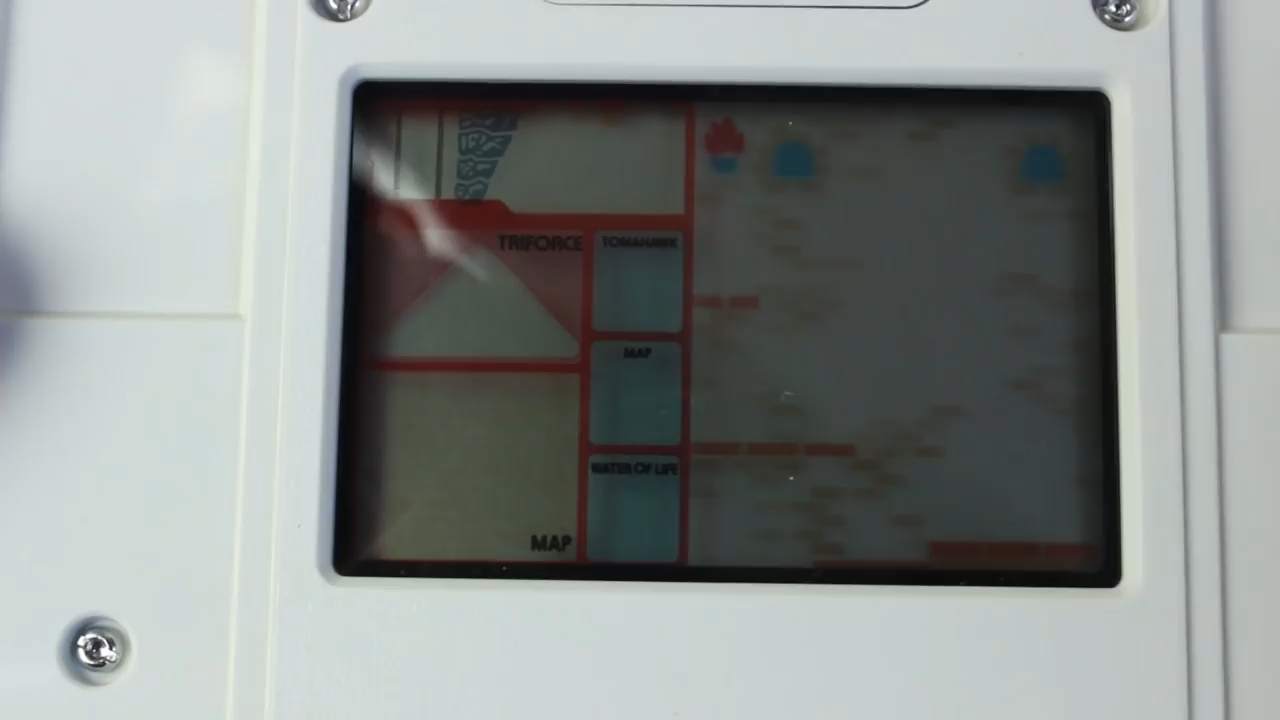 TRIFORCE
TOMAHAWK
MAP
WATER OF LIFE
MAP